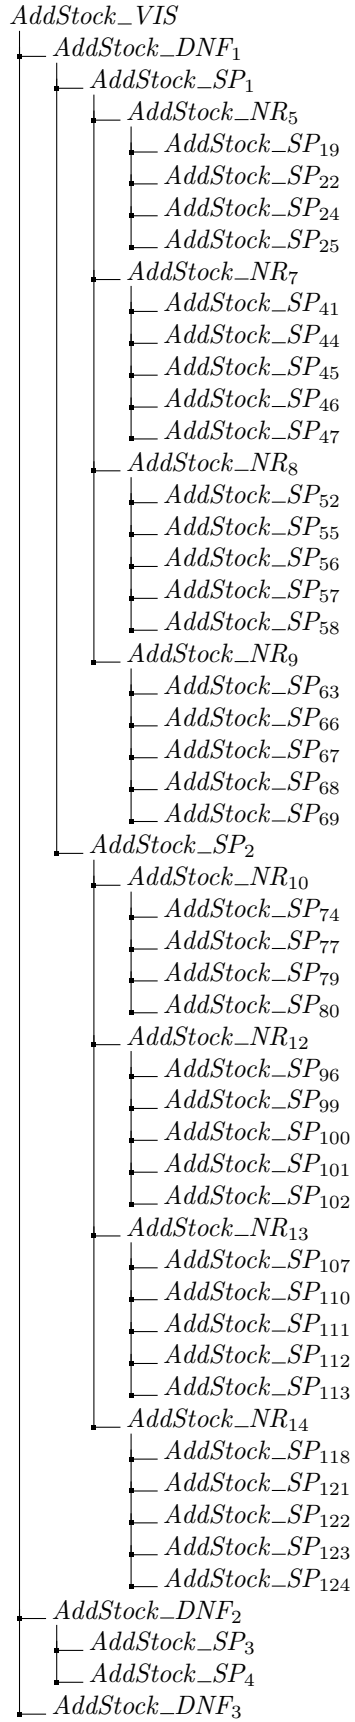 AddStock_VIS
AddStock_DNF₁
AddStock_SP₁
AddStock_NR₅
AddStock_SP₁₉
AddStock_SP₂₂
AddStock_SP₂₄
AddStock_SP₂₅
AddStock_NR₇
AddStock_SP₄₁
AddStock_SP₄₄
AddStock_SP₄₅
AddStock_SP₄₆
AddStock_SP₄₇
AddStock_NR₈
AddStock_SP₅₂
AddStock_SP₅₅
AddStock_SP₅₆
AddStock_SP₅₇
AddStock_SP₅₈
AddStock_NR₉
AddStock_SP₆₃
AddStock_SP₆₆
AddStock_SP₆₇
AddStock_SP₆₈
AddStock_SP₆₉
AddStock_SP₂
AddStock_NR₁₀
AddStock_SP₇₄
AddStock_SP₇₇
AddStock_SP₇₉
AddStock_SP₈₀
AddStock_NR₁₂
AddStock_SP₉₆
AddStock_SP₉₉
AddStock_SP₁₀₀
AddStock_SP₁₀₁
AddStock_SP₁₀₂
AddStock_NR₁₃
AddStock_SP₁₀₇
AddStock_SP₁₁₀
AddStock_SP₁₁₁
AddStock_SP₁₁₂
AddStock_SP₁₁₃
AddStock_NR₁₄
AddStock_SP₁₁₈
AddStock_SP₁₂₁
AddStock_SP₁₂₂
AddStock_SP₁₂₃
AddStock_SP₁₂₄
AddStock_DNF₂
AddStock_SP₃
AddStock_SP₄
AddStock_DNF₃